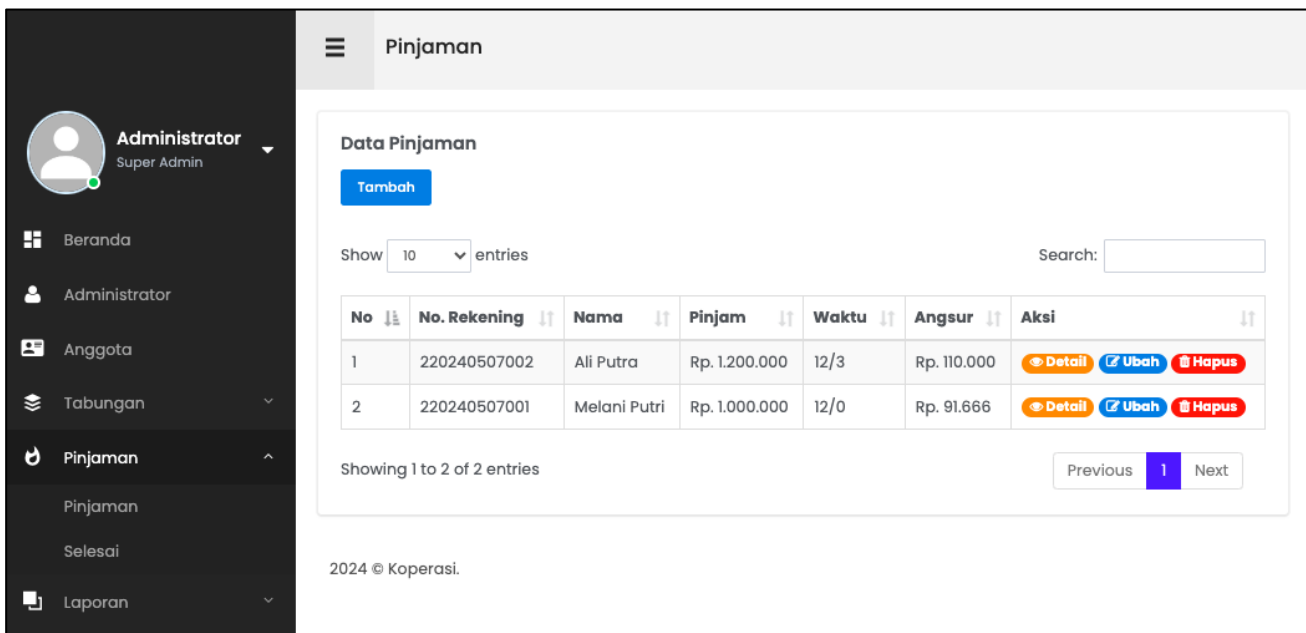 Pinjaman
Administrator
Super Admin
Beranda
Administrator
Anggota
Tabungan
Pinjaman
Pinjaman
Selesai
Laporan
Data Pinjaman
Tambah
Show 10 entries Search:
No No. Rekening Nama Pinjam Waktu Angsur Aksi
1 220240507002 Ali Putra Rp. 1.200.000 12/3 Rp. 110.000 Detail Ubah Hapus
2 220240507001 Melani Putri Rp. 1.000.000 12/0 Rp. 91.666 Detail Ubah Hapus
Showing 1 to 2 of 2 entries Previous 1 Next
2024 © Koperasi.